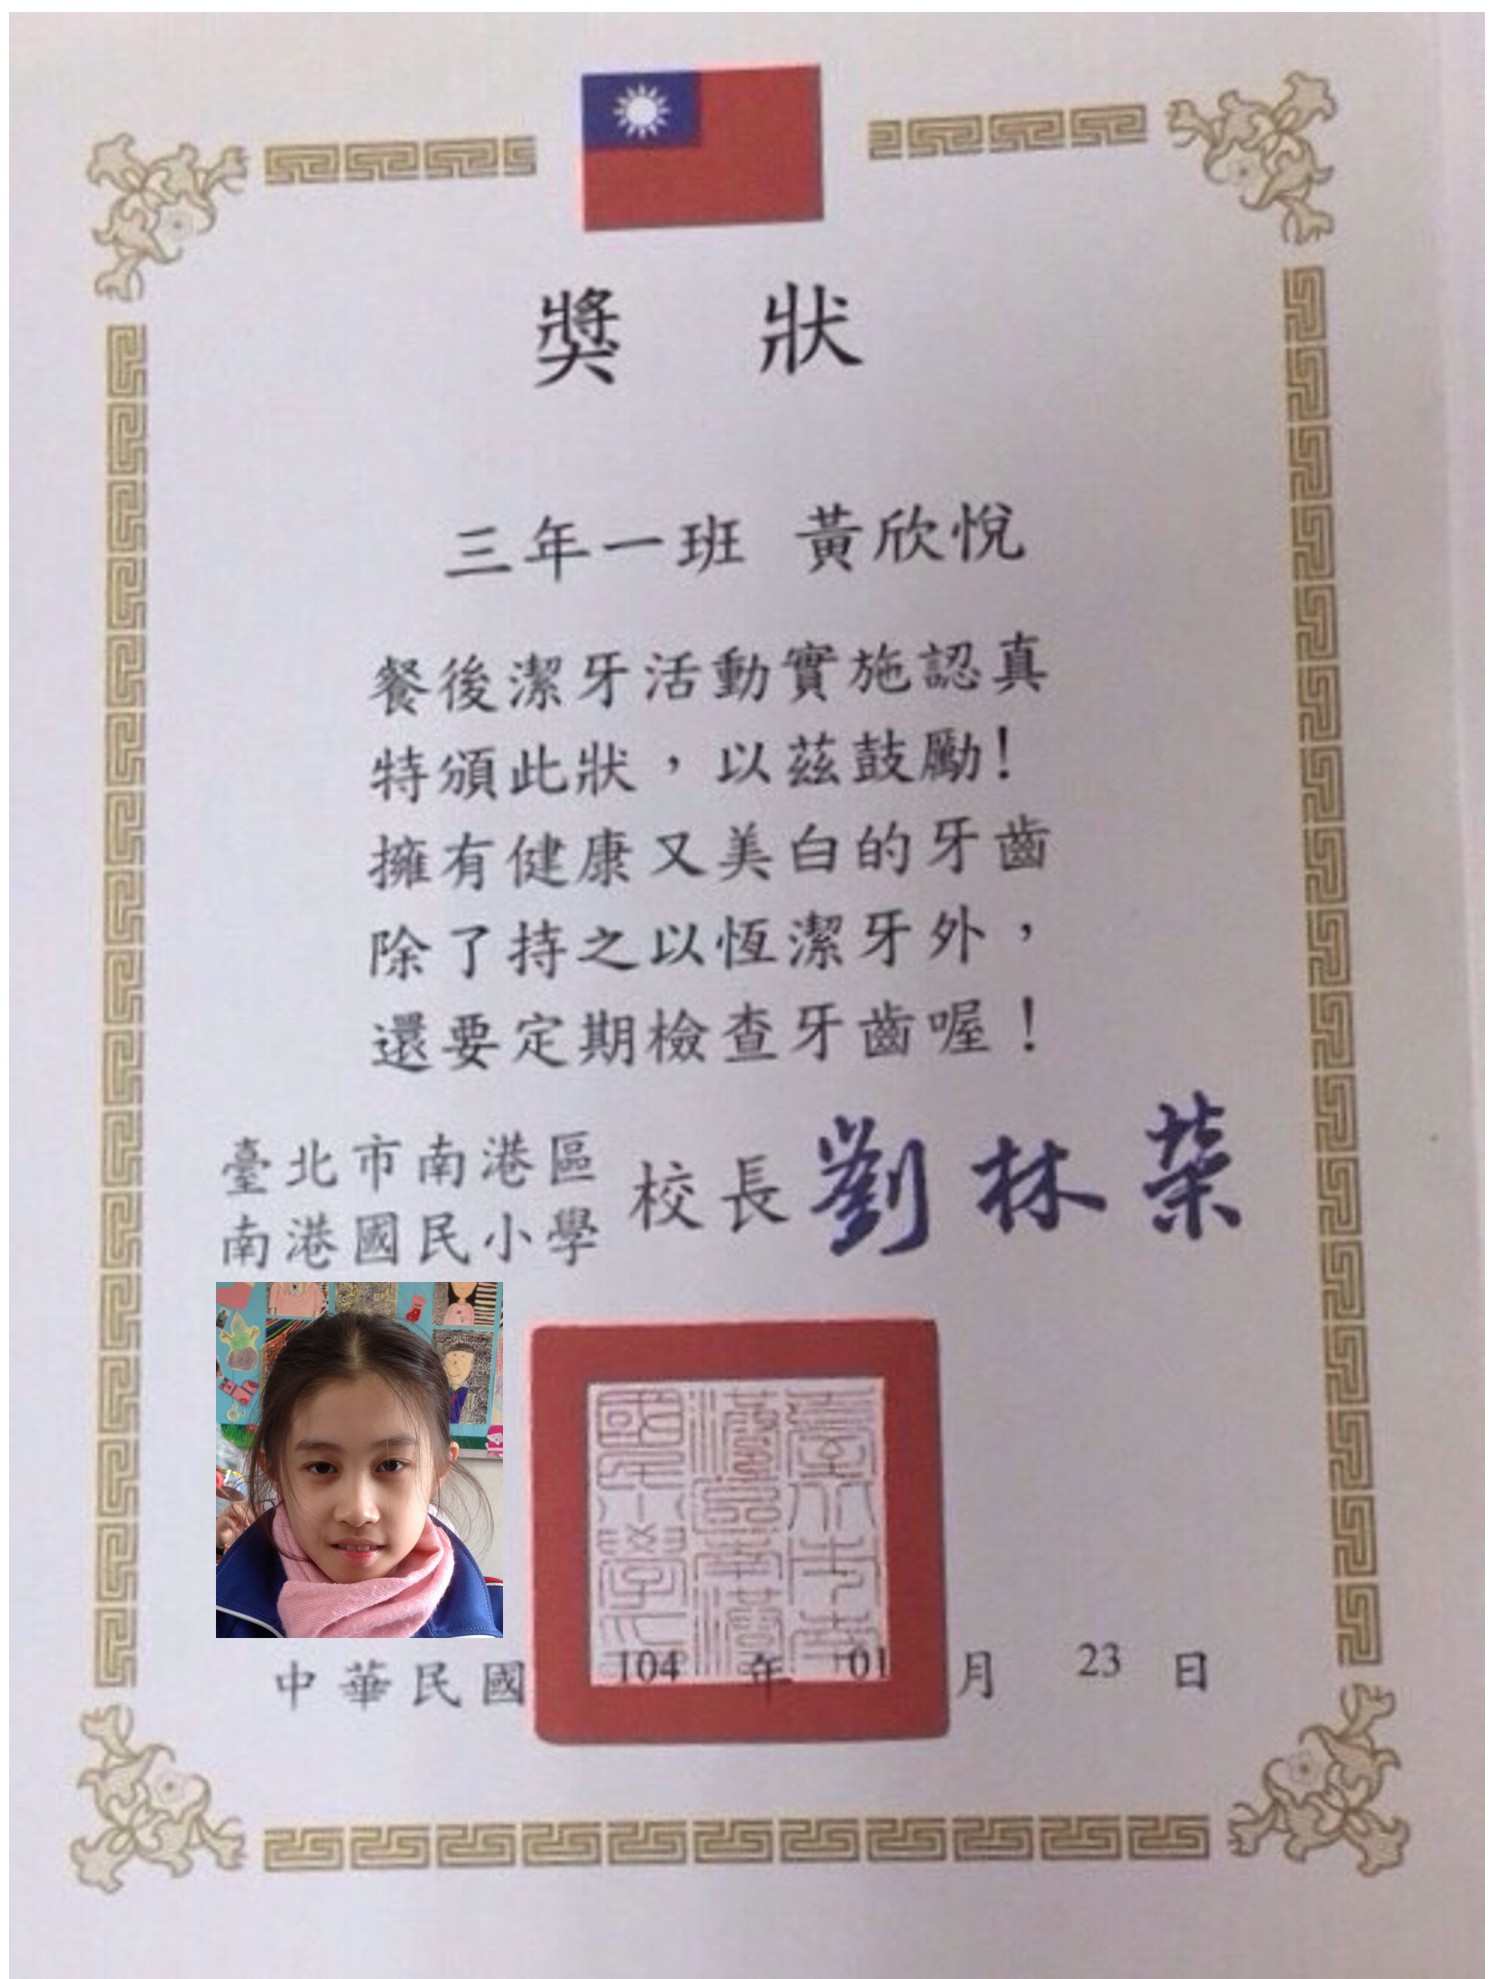 獎狀
三年一班 黃欣悅
餐後潔牙活動實施認真
特頒此狀，以茲鼓勵！
擁有健康又美白的牙齒
除了持之以恆潔牙外，
還要定期檢查牙齒喔！
臺北市南港區
南港國民小學 校長 劉林榮
臺北市南
港區南港
國民小學印
中華民國 104 年 01 月 23 日